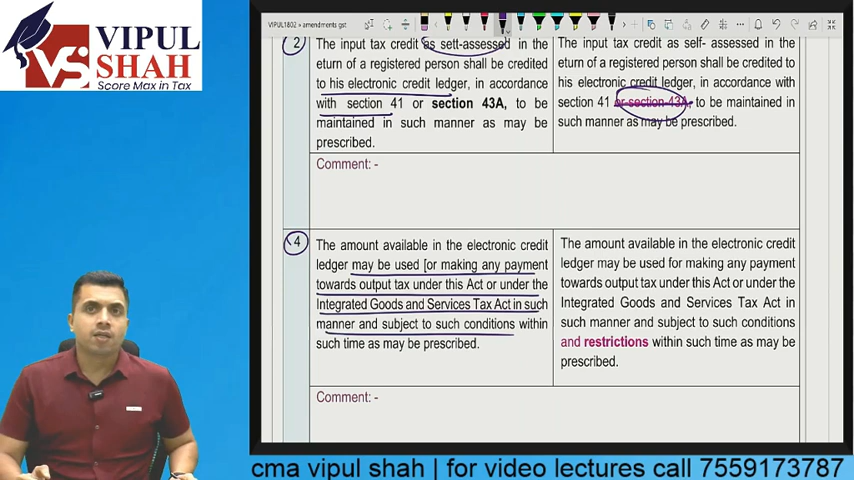 VIPUL
SHAH
VS
Score Max in Tax
VIPUL1802 + amendments gst
2
The input tax credit as sett-assessed in the
eturn of a registered person shall be credited
to his electronic credit ledger, in accordance
with section 41 or section 43A, to be
maintained in such manner as may be
prescribed.
The input tax credit as self- assessed in the
eturn of a registered person shall be credited to
his electronic credit ledger, in accordance with
section 41 or section 43A, to be maintained in
such manner as may be prescribed.
Comment: -
4
The amount available in the electronic credit
ledger may be used [or making any payment
towards output tax under this Act or under the
Integrated Goods and Services Tax Act in such
manner and subject to such conditions within
such time as may be prescribed.
The amount available in the electronic credit
ledger may be used for making any payment
towards output tax under this Act or under the
Integrated Goods and Services Tax Act in
such manner and subject to such conditions
and restrictions within such time as may be
prescribed.
Comment: -
cma vipul shah | for video lectures call 7559173787